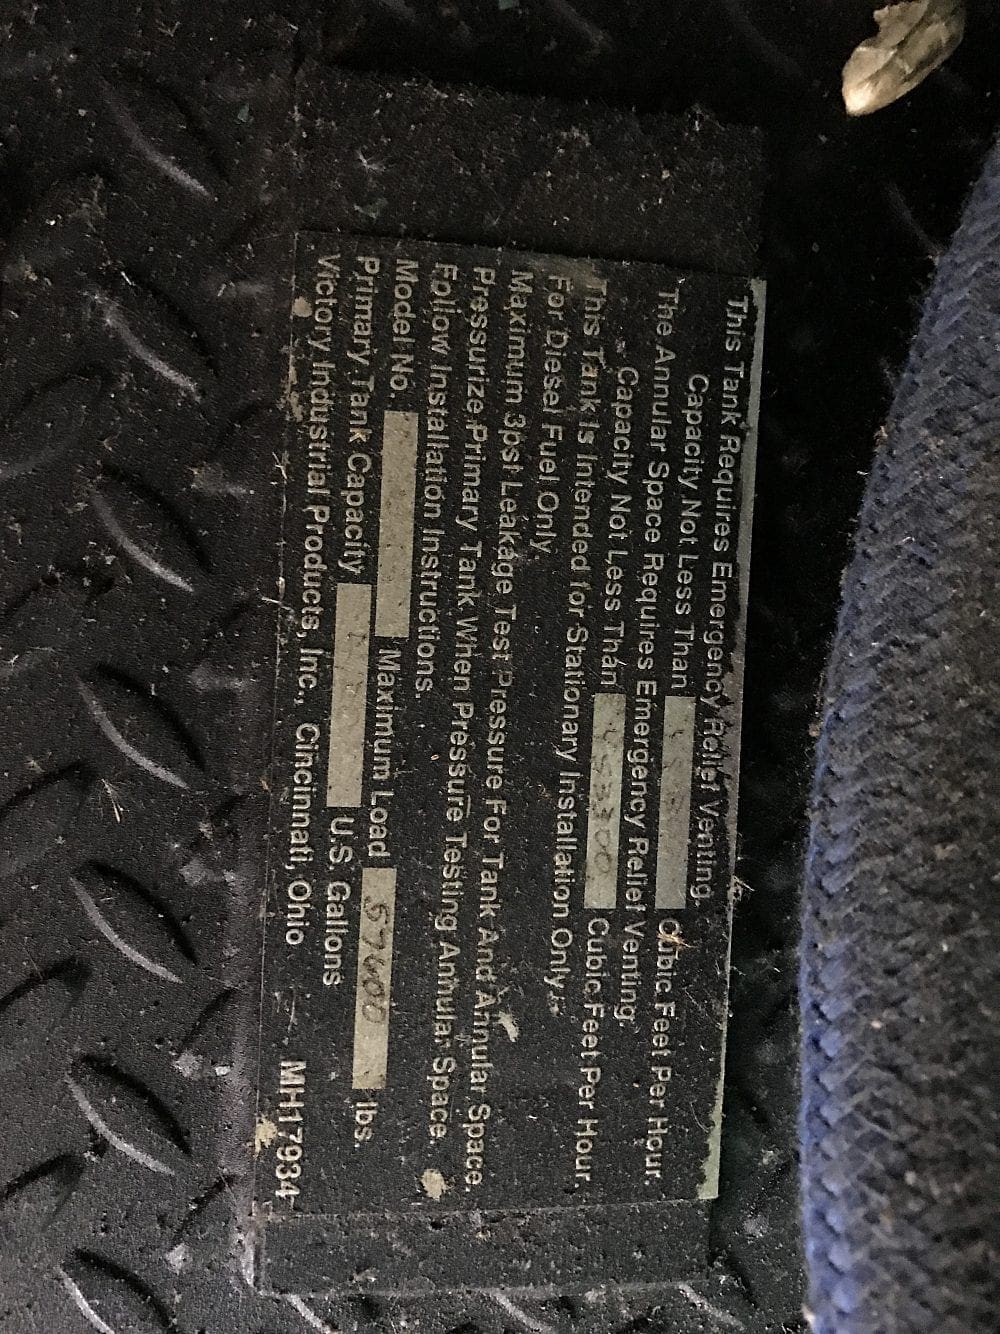 This Tank Requires Emergency Relief Venting.
Capacity Not Less Than Cubic Feet Per Hour.
The Annular Space Requires Emergency Relief Venting.
Capacity Not Less Than Cubic Feet Per Hour.
This Tank is Intended for Stationary Installation Only.
For Diesel Fuel Only
Maximum 3psi Leakage Test Pressure For Tank And Annular Space.
Pressurize Primary Tank When Pressure Testing Annular Space.
Follow Installation Instructions.
Model No. Maximum Load 57600 lbs.
Primary Tank Capacity U.S. Gallons
Victory Industrial Products, Inc., Cincinnati, Ohio MH17934